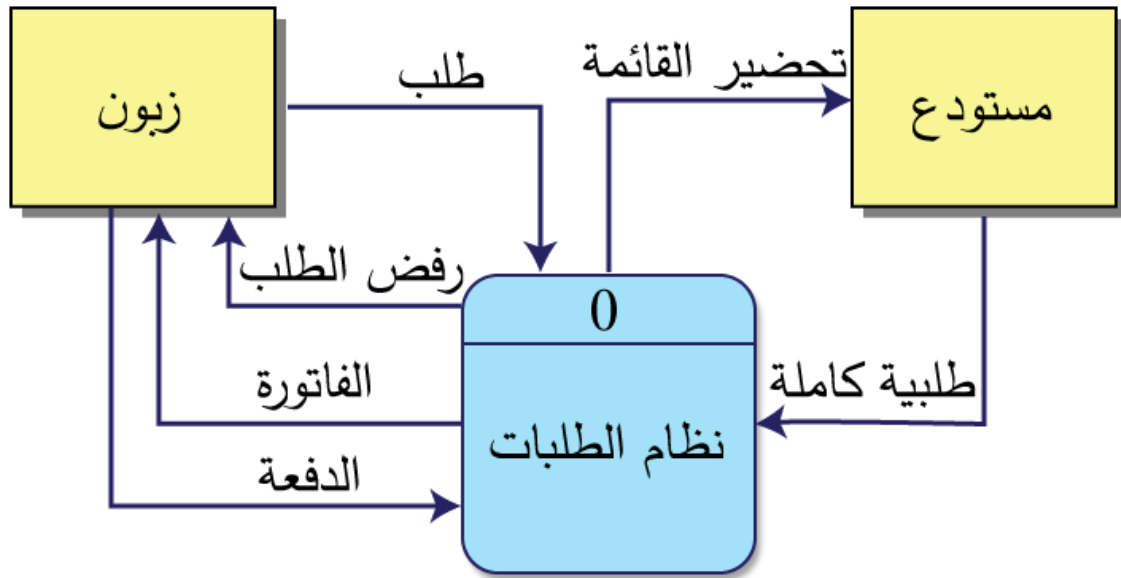 تحضير القائمة
طلب
مستودع
زبون
رفض الطلب
0
الفاتورة
طلبية كاملة
نظام الطلبات
الدفعة